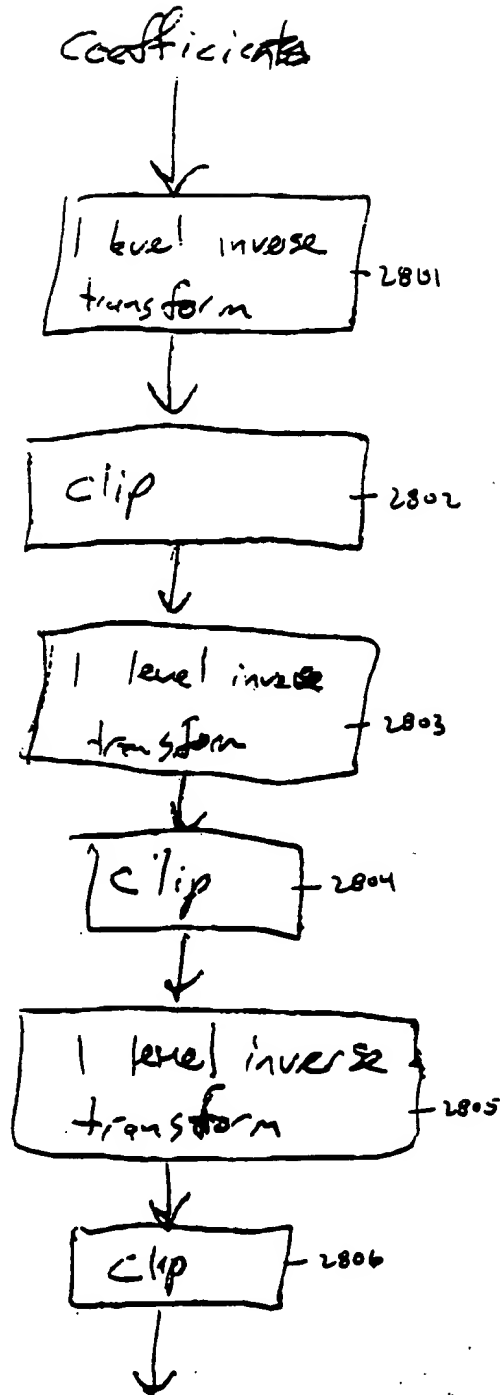 Coefficients
1 level inverse
transform
2801
clip
2802
1 level inverse
transform
2803
clip
2804
1 level inverse
transform
2805
clip
2806